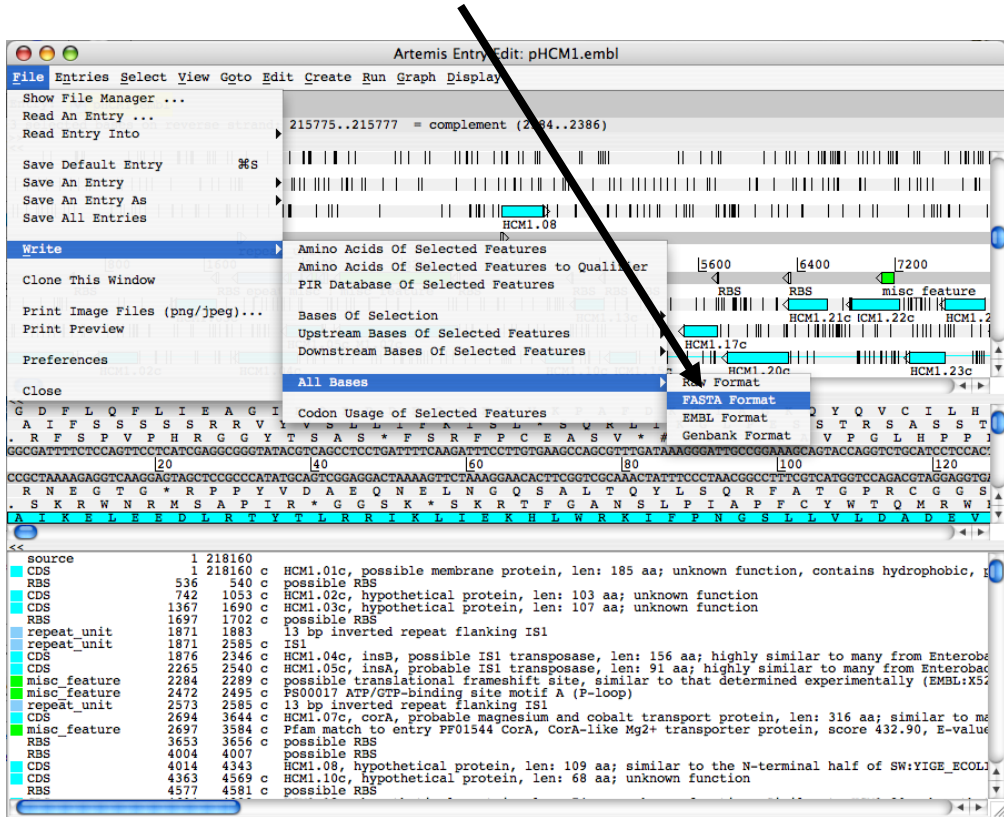 Artemis Entry Edit: pHCM1.embl
File Entries Select View Goto Edit Create Run Graph Display
Show File Manager ...
Read An Entry ...
Read Entry Into
Save Default Entry ⌘S
Save An Entry
Save An Entry As
Save All Entries
Write
Clone This Window
Print Image Files (png/jpeg)...
Print Preview
Preferences
Close
Amino Acids Of Selected Features
Amino Acids Of Selected Features to Qualifier
PIR Database Of Selected Features
Bases Of Selection
Upstream Bases Of Selected Features
Downstream Bases Of Selected Features
All Bases
Codon Usage of Selected Features
Raw Format
FASTA Format
EMBL Format
Genbank Format
215775..215777 = complement (2384..2386)
HCM1.08
5600 6400 7200
RBS RBS misc_feature
HCM1.21c HCM1.22c HCM1.2
HCM1.17c
HCM1.20c HCM1.23c
<<
G D F L Q F L I E A G I
A I F S S S S S R R V Y
. R F S P V P H R G G Y T S A S * F S R F P C E A S V *
GGCGATTTTCTCCAGTTCCTCATCGAGGCGGGTATACGTCAGCCTCCTGATTTTCAAGATTTCCTTGTGAAGCCAGCGTTTGATAAAGGGATTGCCGGAAAGCAGTACCAGGTCTGCATCCTCCACT
20 40 60 80 100 120
CCGCTAAAAGAGGTCAAGGAGTAGCTCCGCCCATATGCAGTCGGAGGACTAAAAGTTCTAAAGGAACACTTCGGTCGCAAACTATTTCCCTAACGGCCTTTCGTCATGGTCCAGACGTAGGAGGTGA
R N E G T G * R P P Y V D A E Q N E L N G Q S A L T Q Y L S Q R F A T G P R C G G S
. S K R W N R M S A P I R * G G S K * S K R T F G A N S L P I A P F C Y W T Q M R W
A I K E L E E D L R T Y T L R R I K L I E K H L W R K I F P N G S L L V L D A D E V
<<
source 1 218160
CDS 1 218160 c HCM1.01c, possible membrane protein, len: 185 aa; unknown function, contains hydrophobic,
RBS 536 540 c possible RBS
CDS 742 1053 c HCM1.02c, hypothetical protein, len: 103 aa; unknown function
CDS 1367 1690 c HCM1.03c, hypothetical protein, len: 107 aa; unknown function
RBS 1697 1702 c possible RBS
repeat_unit 1871 1883 13 bp inverted repeat flanking IS1
repeat_unit 1871 2585 c IS1
CDS 1876 2346 c HCM1.04c, insB, possible IS1 transposase, len: 156 aa; highly similar to many from Enteroba
CDS 2265 2540 c HCM1.05c, insA, probable IS1 transposase, len: 91 aa; highly similar to many from Enterobac
misc_feature 2284 2289 c possible translational frameshift site, similar to that determined experimentally (EMBL:X52
misc_feature 2472 2495 c PS00017 ATP/GTP-binding site motif A (P-loop)
repeat_unit 2573 2585 c 13 bp inverted repeat flanking IS1
CDS 2694 3644 c HCM1.07c, corA, probable magnesium and cobalt transport protein, len: 316 aa; similar to ma
misc_feature 2697 3584 c Pfam match to entry PF01544 CorA, CorA-like Mg2+ transporter protein, score 432.90, E-value
RBS 3653 3656 c possible RBS
RBS 4004 4007 possible RBS
CDS 4014 4343 HCM1.08, hypothetical protein, len: 109 aa; similar to the N-terminal half of SW:YIGE_ECOLI
CDS 4363 4569 c HCM1.10c, hypothetical protein, len: 68 aa; unknown function
RBS 4577 4581 c possible RBS